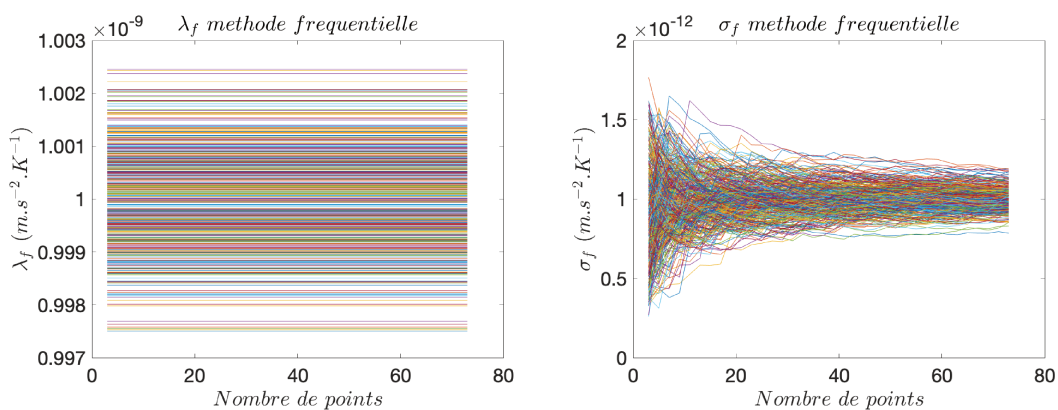 ×10⁻⁹ λ_f methode frequentielle
1.003
1.002
1.001
1
0.999
0.998
0.997
λ_f (m.s⁻².K⁻¹)
0 20 40 60 80
Nombre de points
×10⁻¹² σ_f methode frequentielle
2
1.5
1
0.5
0
σ_f (m.s⁻².K⁻¹)
0 20 40 60 80
Nombre de points